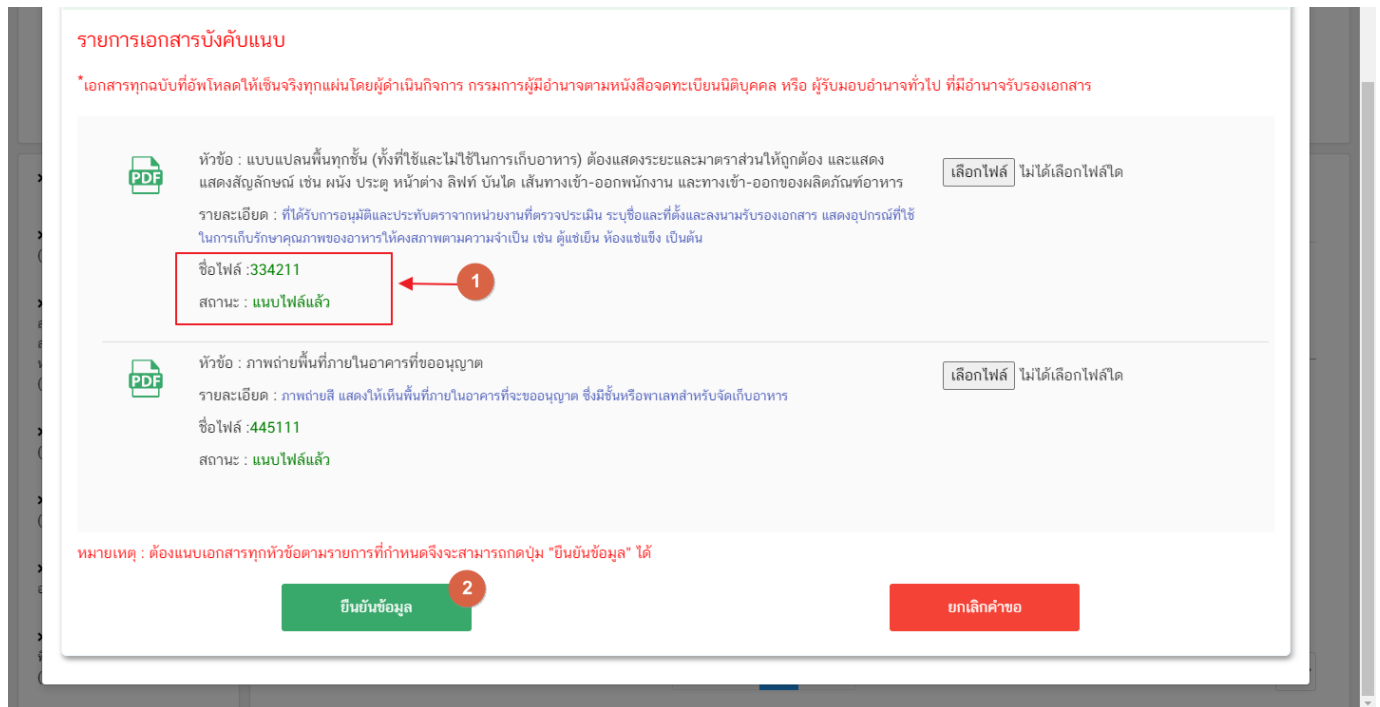 รายการเอกสารบังคับแนบ
*เอกสารทุกฉบับที่อัพโหลดให้เซ็นจริงทุกแผ่นโดยผู้ดำเนินกิจการ กรรมการผู้มีอำนาจตามหนังสือจดทะเบียนนิติบุคคล หรือ ผู้รับมอบอำนาจทั่วไป ที่มีอำนาจรับรองเอกสาร
PDF
หัวข้อ : แบบแปลนพื้นทุกชั้น (ทั้งที่ใช้และไม่ใช้ในการเก็บอาหาร) ต้องแสดงระยะและมาตราส่วนให้ถูกต้อง และแสดง
แสดงสัญลักษณ์ เช่น ผนัง ประตู หน้าต่าง ลิฟท์ บันได เส้นทางเข้า-ออกพนักงาน และทางเข้า-ออกของผลิตภัณฑ์อาหาร
เลือกไฟล์ ไม่ได้เลือกไฟล์ใด
รายละเอียด : ที่ได้รับการอนุมัติและประทับตราจากหน่วยงานที่ตรวจประเมิน ระบุชื่อและที่ตั้งและลงนามรับรองเอกสาร แสดงอุปกรณ์ที่ใช้
ในการเก็บรักษาคุณภาพของอาหารให้คงสภาพตามความจำเป็น เช่น ตู้แช่เย็น ห้องแช่แข็ง เป็นต้น
ชื่อไฟล์ :334211
1
สถานะ : แนบไฟล์แล้ว
PDF
หัวข้อ : ภาพถ่ายพื้นที่ภายในอาคารที่ขออนุญาต
เลือกไฟล์ ไม่ได้เลือกไฟล์ใด
รายละเอียด : ภาพถ่ายสี แสดงให้เห็นพื้นที่ภายในอาคารที่จะขออนุญาต ซึ่งมีชั้นหรือพาเลทสำหรับจัดเก็บอาหาร
ชื่อไฟล์ :445111
สถานะ : แนบไฟล์แล้ว
หมายเหตุ : ต้องแนบเอกสารทุกหัวข้อตามรายการที่กำหนดจึงจะสามารถกดปุ่ม "ยืนยันข้อมูล" ได้
ยืนยันข้อมูล
2
ยกเลิกคำขอ